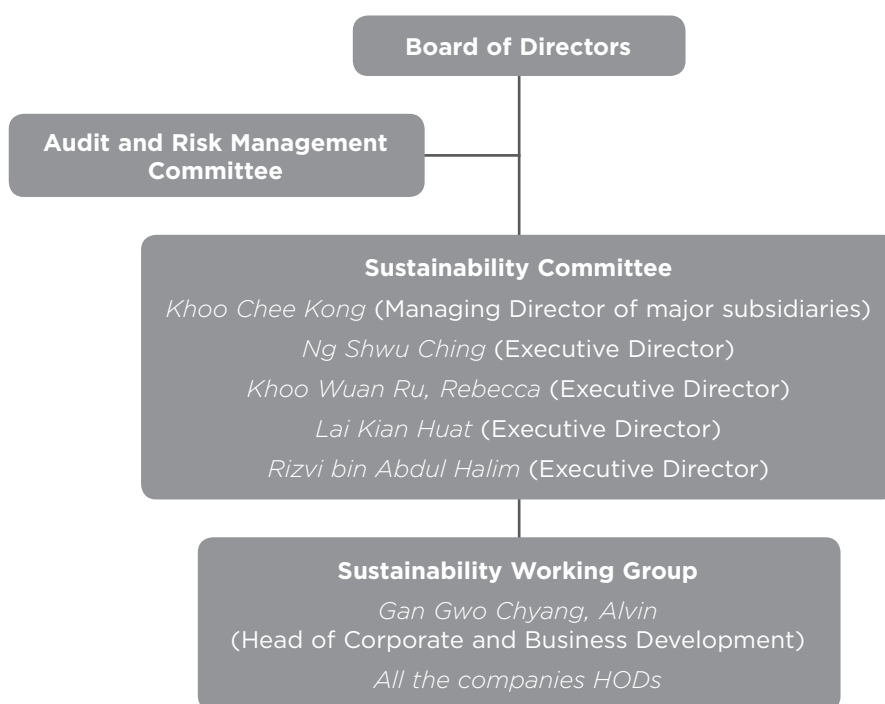 Board of Directors
Audit and Risk Management
Committee
Sustainability Committee
Khoo Chee Kong (Managing Director of major subsidiaries)
Ng Shwu Ching (Executive Director)
Khoo Wuan Ru, Rebecca (Executive Director)
Lai Kian Huat (Executive Director)
Rizvi bin Abdul Halim (Executive Director)
Sustainability Working Group
Gan Gwo Chyang, Alvin
(Head of Corporate and Business Development)
All the companies HODs